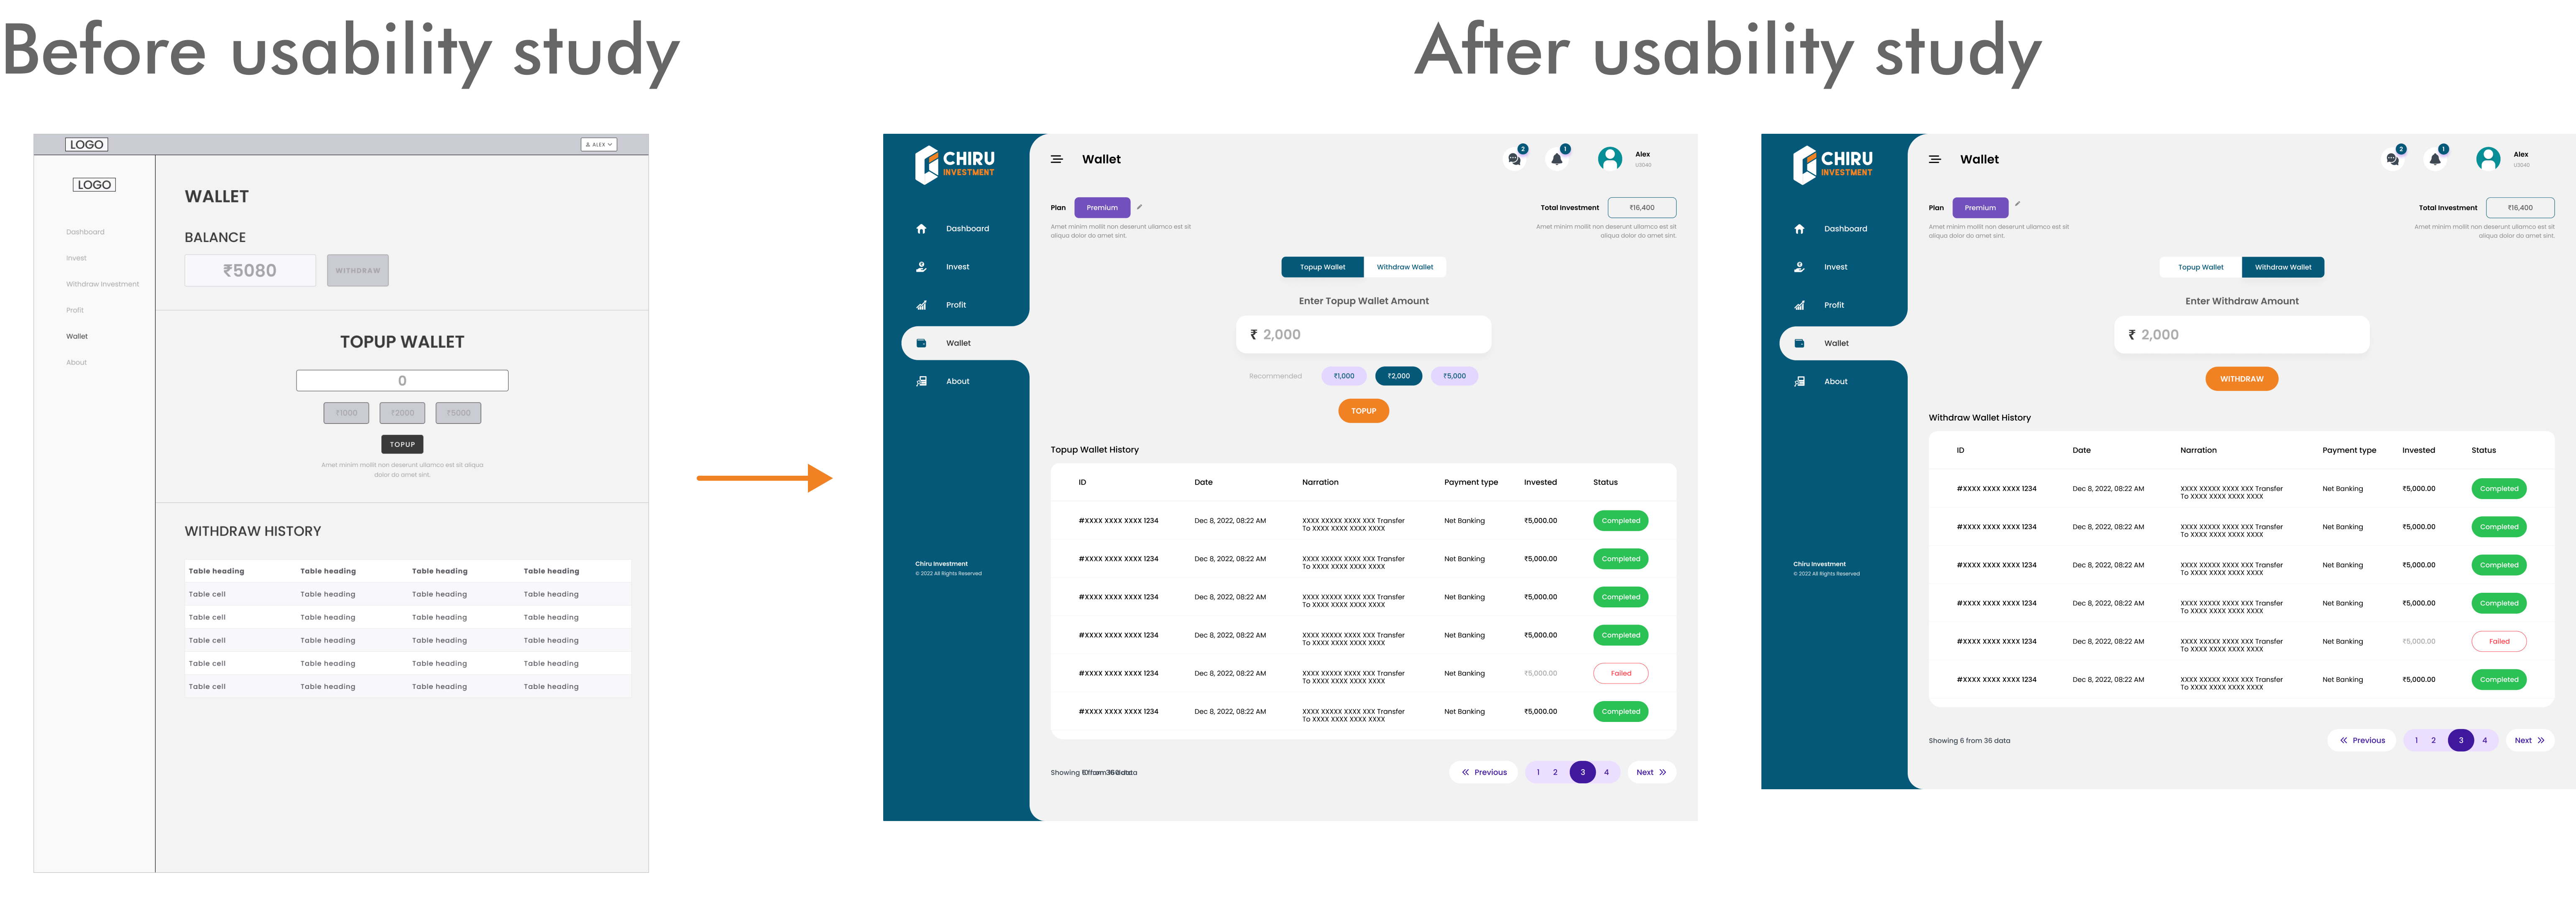 Before usability study
After usability study
LOGO
ALEX
LOGO
Dashboard
Invest
Withdraw Investment
Profit
Wallet
About
WALLET
BALANCE
₹5080
WITHDRAW
TOPUP WALLET
0
₹1000 ₹2000 ₹5000
TOPUP
Amet minim mollit non deserunt ullamco est sit aliqua
dolor do amet sint.
WITHDRAW HISTORY
Table heading Table heading Table heading Table heading
Table cell Table heading Table heading Table heading
Table cell Table heading Table heading Table heading
Table cell Table heading Table heading Table heading
Table cell Table heading Table heading Table heading
Table cell Table heading Table heading Table heading
CHIRU
INVESTMENT
Dashboard
Invest
Profit
Wallet
About
Chiru Investment
© 2022 All Rights Reserved
Wallet
2
1
Alex
U3040
Plan Premium
Amet minim mollit non deserunt ullamco est sit
aliqua dolor do amet sint.
Total Investment ₹16,400
Amet minim mollit non deserunt ullamco est sit
aliqua dolor do amet sint.
Topup Wallet Withdraw Wallet
Enter Topup Wallet Amount
₹ 2,000
Recommended ₹1,000 ₹2,000 ₹5,000
TOPUP
Topup Wallet History
ID Date Narration Payment type Invested Status
#XXXX XXXX XXXX 1234 Dec 8, 2022, 08:22 AM XXXX XXXXX XXXX XXX Transfer
To XXXX XXXX XXXX XXXX Net Banking ₹5,000.00 Completed
#XXXX XXXX XXXX 1234 Dec 8, 2022, 08:22 AM XXXX XXXXX XXXX XXX Transfer
To XXXX XXXX XXXX XXXX Net Banking ₹5,000.00 Completed
#XXXX XXXX XXXX 1234 Dec 8, 2022, 08:22 AM XXXX XXXXX XXXX XXX Transfer
To XXXX XXXX XXXX XXXX Net Banking ₹5,000.00 Completed
#XXXX XXXX XXXX 1234 Dec 8, 2022, 08:22 AM XXXX XXXXX XXXX XXX Transfer
To XXXX XXXX XXXX XXXX Net Banking ₹5,000.00 Completed
#XXXX XXXX XXXX 1234 Dec 8, 2022, 08:22 AM XXXX XXXXX XXXX XXX Transfer
To XXXX XXXX XXXX XXXX Net Banking ₹5,000.00 Failed
#XXXX XXXX XXXX 1234 Dec 8, 2022, 08:22 AM XXXX XXXXX XXXX XXX Transfer
To XXXX XXXX XXXX XXXX Net Banking ₹5,000.00 Completed
Showing
Previous 1 2 3 4 Next
CHIRU
INVESTMENT
Dashboard
Invest
Profit
Wallet
About
Chiru Investment
© 2022 All Rights Reserved
Wallet
2
1
Alex
U3040
Plan Premium
Amet minim mollit non deserunt ullamco est sit
aliqua dolor do amet sint.
Total Investment ₹16,400
Amet minim mollit non deserunt ullamco est sit
aliqua dolor do amet sint.
Topup Wallet Withdraw Wallet
Enter Withdraw Amount
₹ 2,000
WITHDRAW
Withdraw Wallet History
ID Date Narration Payment type Invested Status
#XXXX XXXX XXXX 1234 Dec 8, 2022, 08:22 AM XXXX XXXXX XXXX XXX Transfer
To XXXX XXXX XXXX XXXX Net Banking ₹5,000.00 Completed
#XXXX XXXX XXXX 1234 Dec 8, 2022, 08:22 AM XXXX XXXXX XXXX XXX Transfer
To XXXX XXXX XXXX XXXX Net Banking ₹5,000.00 Completed
#XXXX XXXX XXXX 1234 Dec 8, 2022, 08:22 AM XXXX XXXXX XXXX XXX Transfer
To XXXX XXXX XXXX XXXX Net Banking ₹5,000.00 Completed
#XXXX XXXX XXXX 1234 Dec 8, 2022, 08:22 AM XXXX XXXXX XXXX XXX Transfer
To XXXX XXXX XXXX XXXX Net Banking ₹5,000.00 Completed
#XXXX XXXX XXXX 1234 Dec 8, 2022, 08:22 AM XXXX XXXXX XXXX XXX Transfer
To XXXX XXXX XXXX XXXX Net Banking ₹5,000.00 Failed
#XXXX XXXX XXXX 1234 Dec 8, 2022, 08:22 AM XXXX XXXXX XXXX XXX Transfer
To XXXX XXXX XXXX XXXX Net Banking ₹5,000.00 Completed
Showing 6 from 36 data
Previous 1 2 3 4 Next